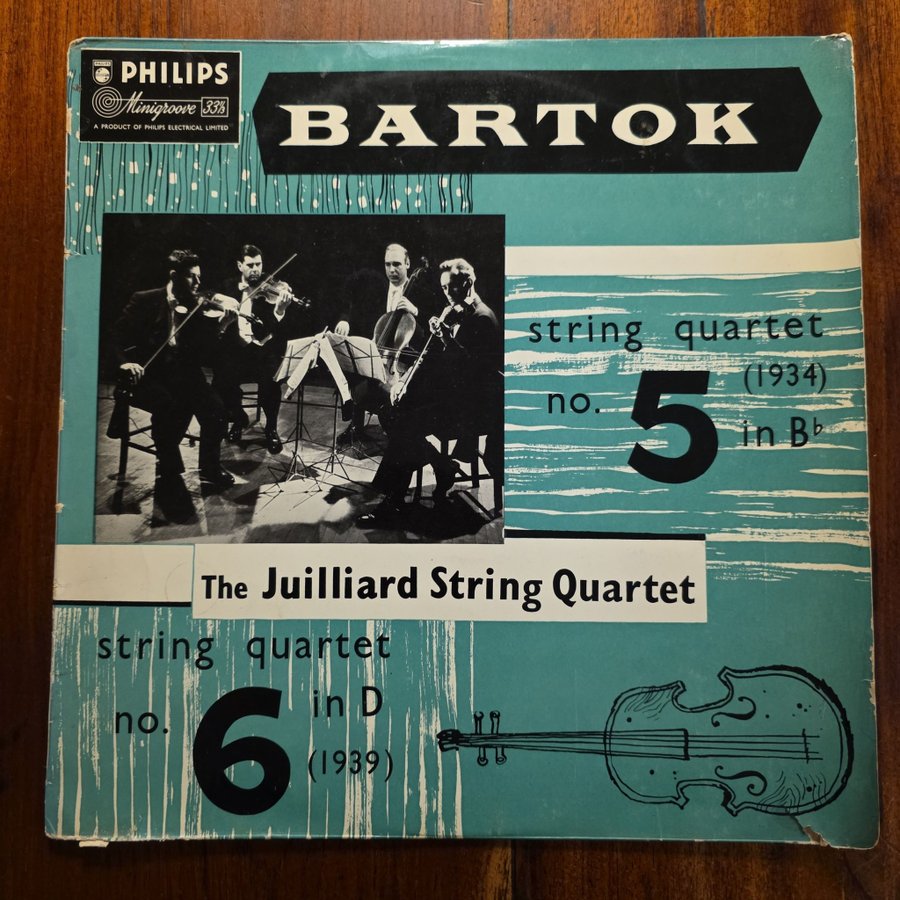 PHILIPS
Minigroove 33⅓
A PRODUCT OF PHILIPS ELECTRICAL LIMITED
BARTOK
string quartet
no. 5 (1934)
in B♭
The Juilliard String Quartet
string quartet
no. 6 in D
(1939)